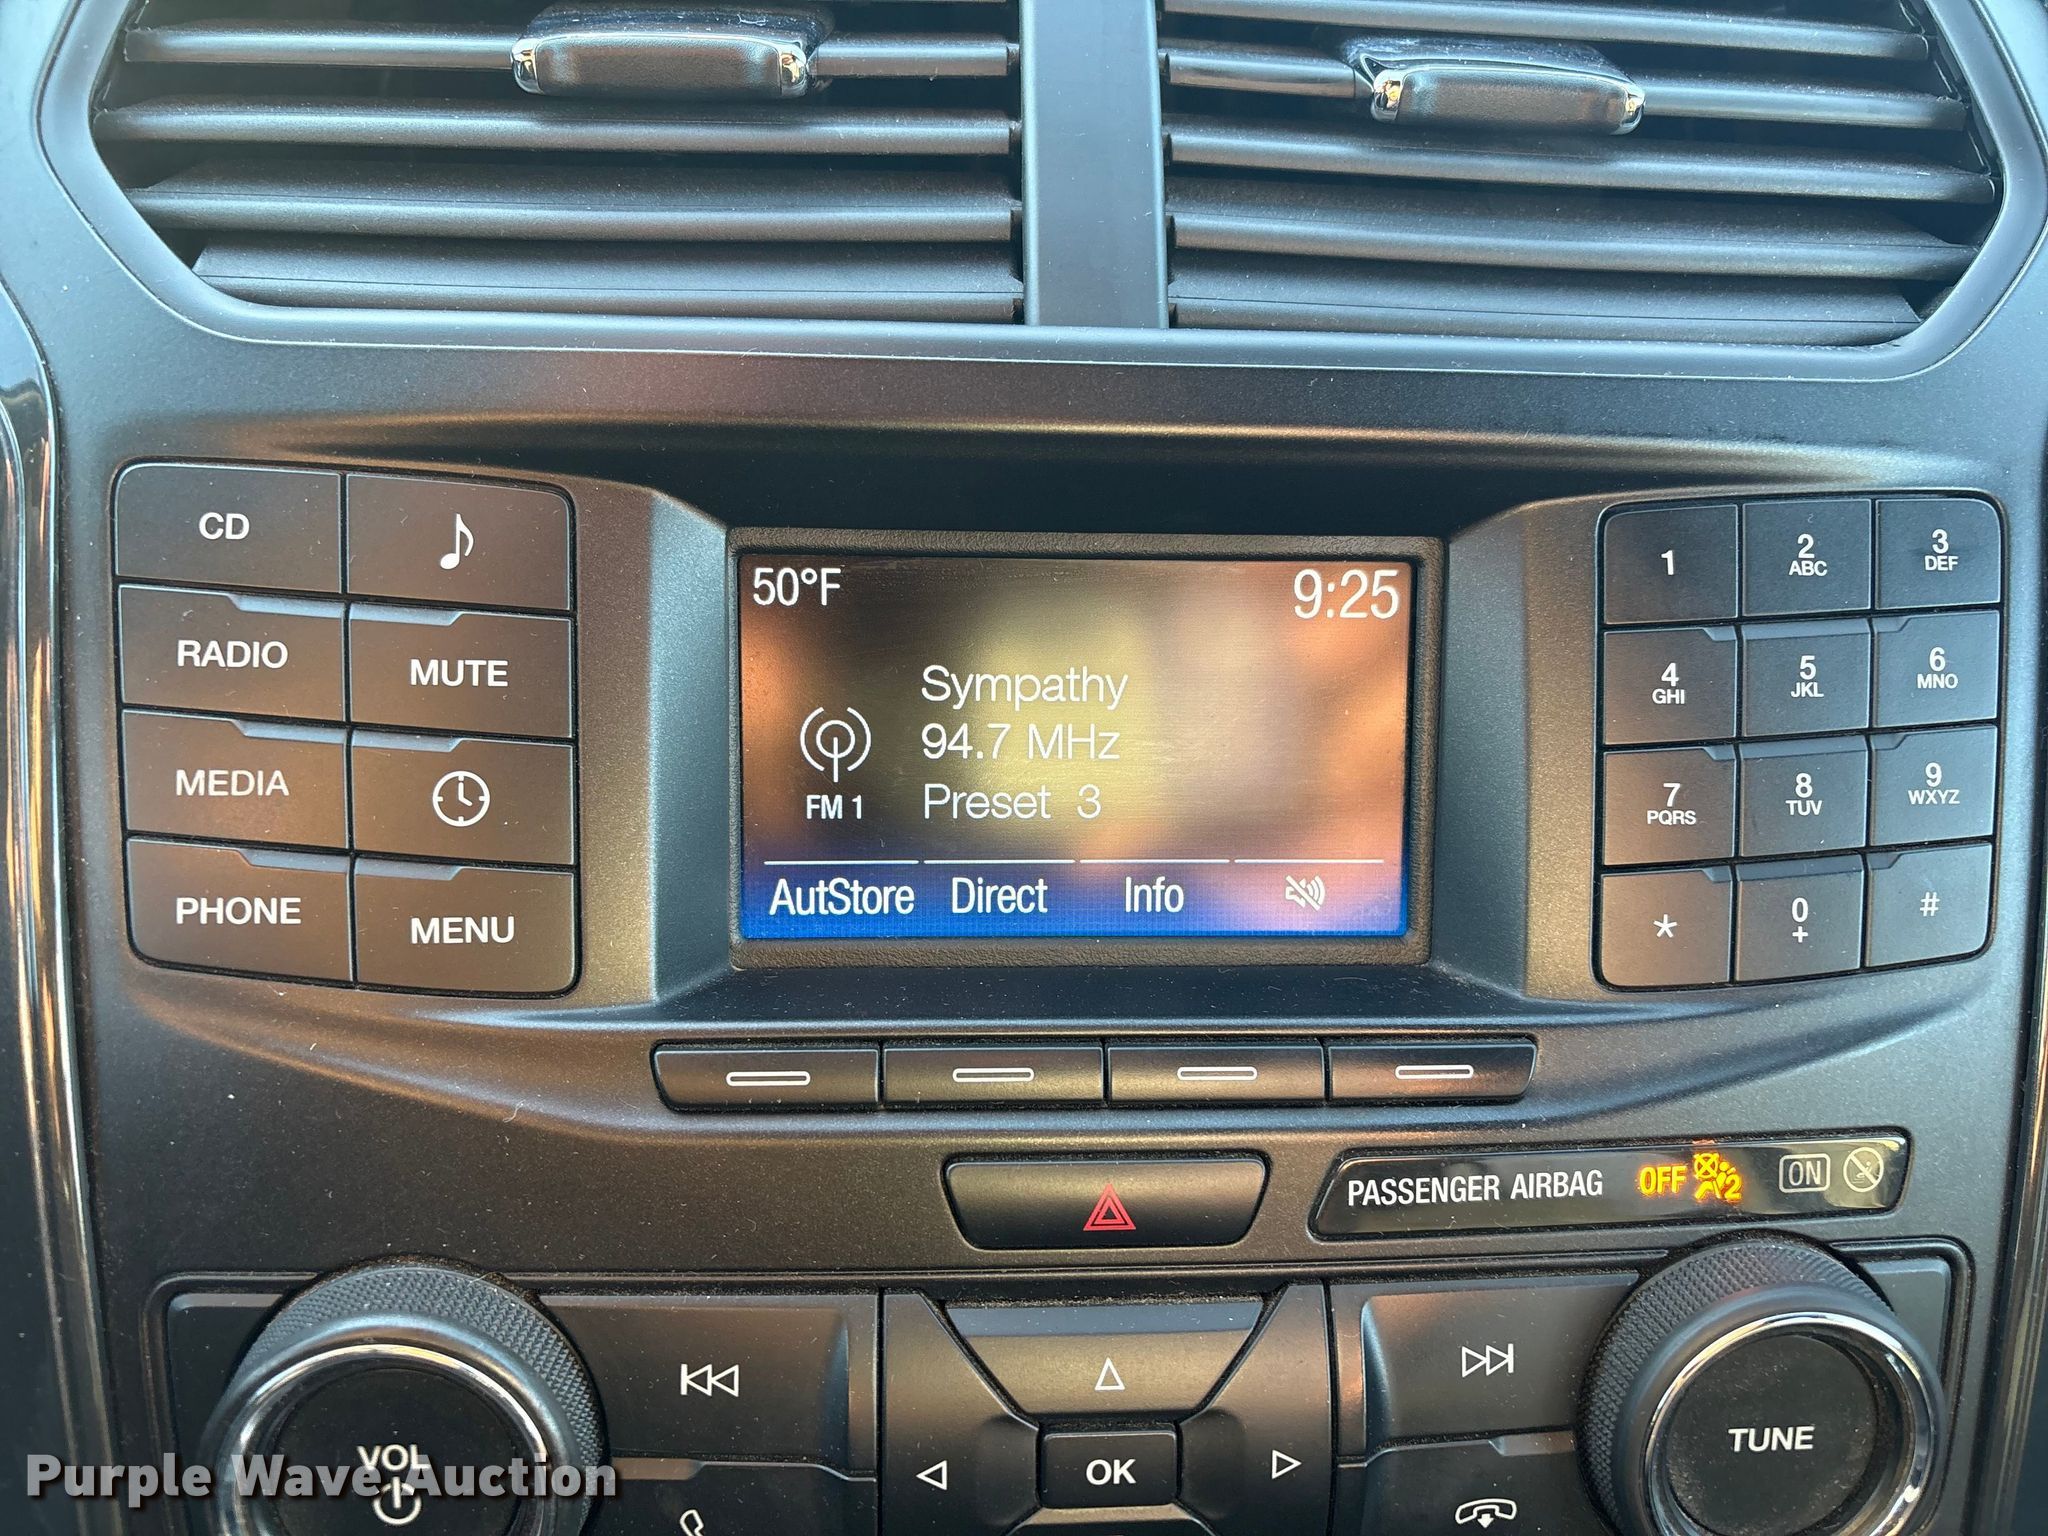 50°F
9:25
CD
RADIO
MUTE
MEDIA
PHONE
MENU
Sympathy
94.7 MHz
Preset 3
FM 1
AutStore Direct Info
1
2
ABC
3
DEF
4
GHI
5
JKL
6
MNO
7
PQRS
8
TUV
9
WXYZ
*
0
+
#
PASSENGER AIRBAG OFF 2 ON
VOL
OK
TUNE
Purple Wave Auction